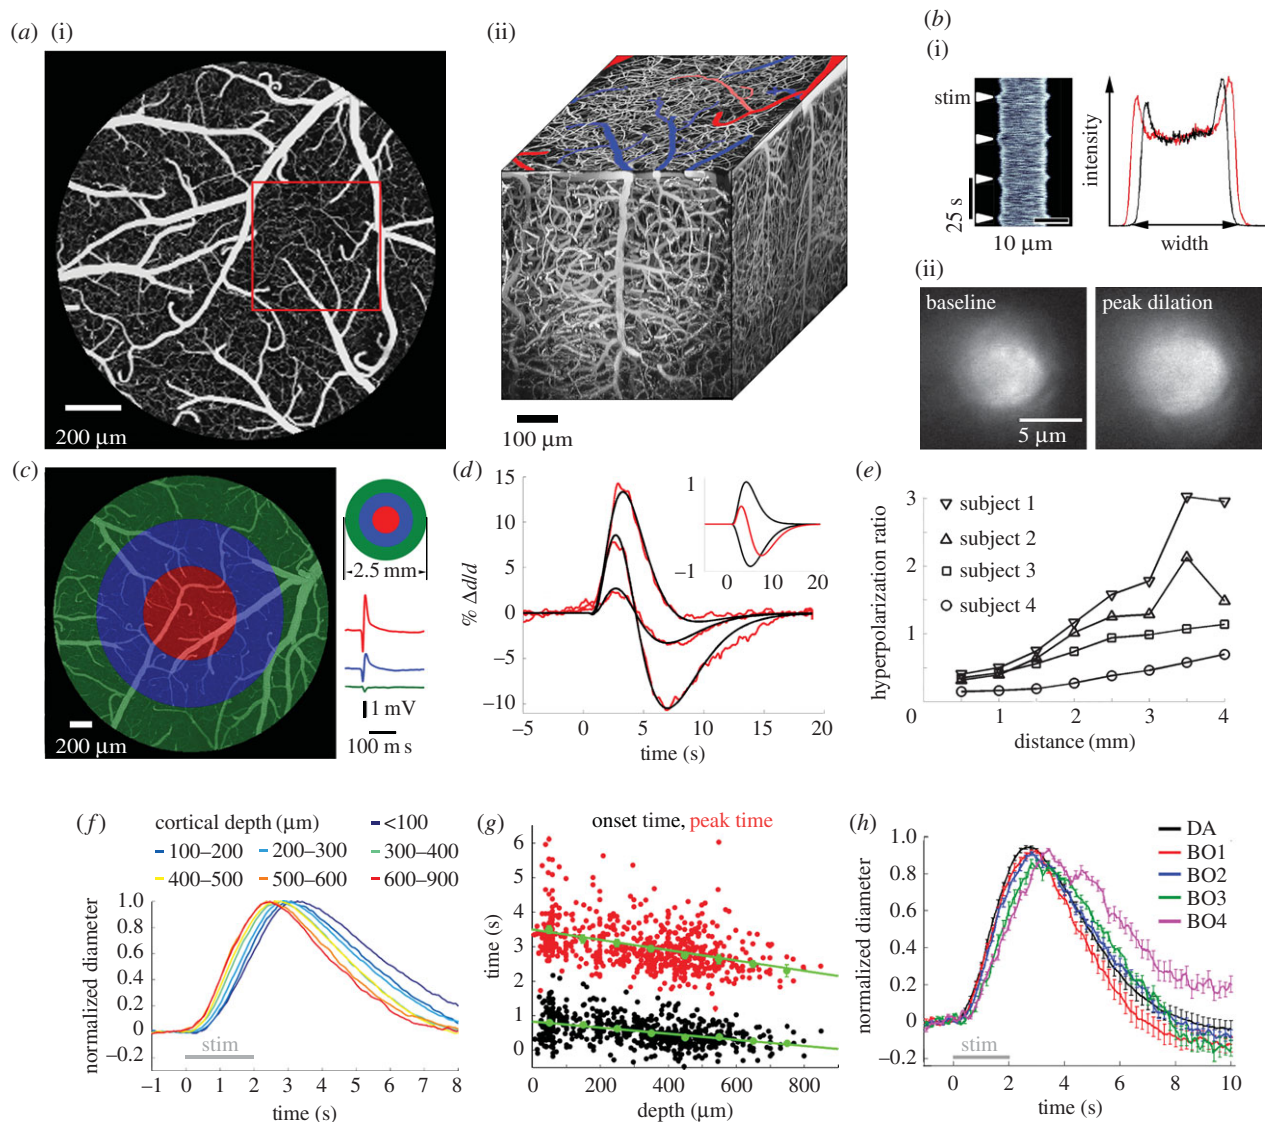 (a) (i)
200 µm
(ii)
100 µm
(b)
(i)
stim
25 s
10 µm
intensity
width
(ii)
baseline
peak dilation
5 µm
(c)
200 µm
2.5 mm
1 mV
100 m s
(d)
% Δd/d
15
10
5
0
−5
−10
−5 0 5 10 15 20
time (s)
1
−1
0 10 20
(e)
hyperpolarization ratio
3
2
1
0 1 2 3 4
distance (mm)
subject 1
subject 2
subject 3
subject 4
(f)
cortical depth (µm)
<100
100–200
200–300
300–400
400–500
500–600
600–900
normalized diameter
1.0
0.8
0.6
0.4
0.2
0
−0.2
stim
−1 0 1 2 3 4 5 6 7 8
time (s)
(g)
onset time, peak time
time (s)
6
5
4
3
2
1
0
0 200 400 600 800
depth (µm)
(h)
DA
BO1
BO2
BO3
BO4
normalized diameter
1.0
0.8
0.6
0.4
0.2
0
−0.2
stim
0 2 4 6 8 10
time (s)